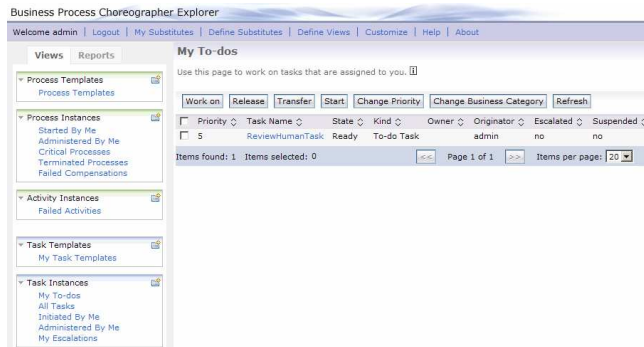 Business Process Choreographer Explorer
Welcome admin | Logout | My Substitutes | Define Substitutes | Define Views | Customize | Help | About
Views Reports
Process Templates
Process Templates
Process Instances
Started By Me
Administered By Me
Critical Processes
Terminated Processes
Failed Compensations
Activity Instances
Failed Activities
Task Templates
My Task Templates
Task Instances
My To-dos
All Tasks
Initiated By Me
Administered By Me
My Escalations
My To-dos
Use this page to work on tasks that are assigned to you.
Work on Release Transfer Start Change Priority Change Business Category Refresh
Priority Task Name State Kind Owner Originator Escalated Suspended
5 ReviewHumanTask Ready To-do Task admin no no
Items found: 1 Items selected: 0 << Page 1 of 1 >> Items per page: 20